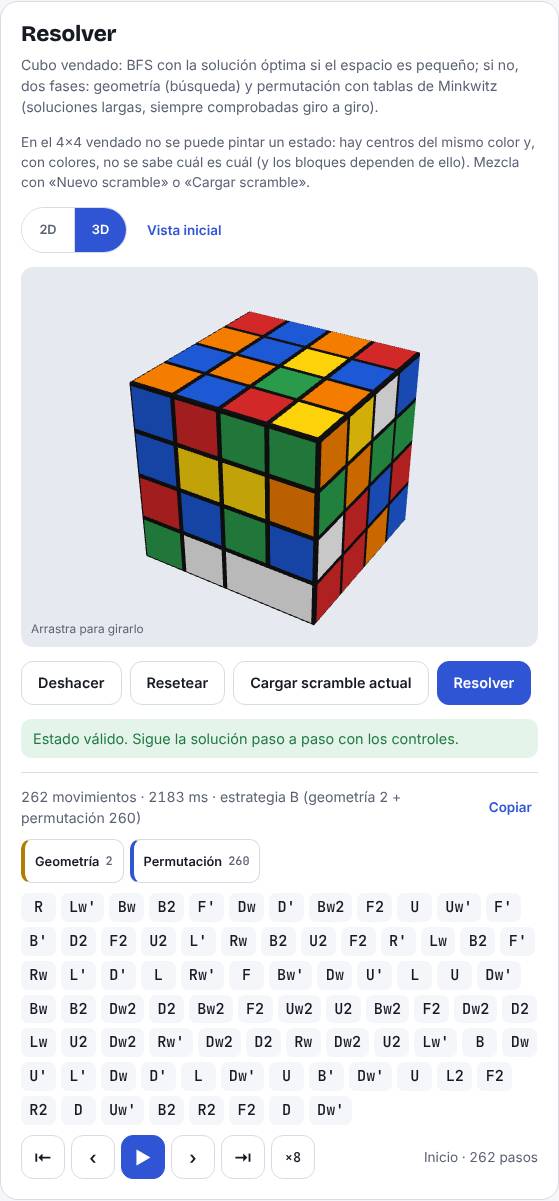 Resolver
Cubo vendado: BFS con la solución óptima si el espacio es pequeño; si no,
dos fases: geometría (búsqueda) y permutación con tablas de Minkwitz
(soluciones largas, siempre comprobadas giro a giro).
En el 4×4 vendado no se puede pintar un estado: hay centros del mismo color y,
con colores, no se sabe cuál es cuál (y los bloques dependen de ello). Mezcla
con «Nuevo scramble» o «Cargar scramble».
2D 3D Vista inicial
Arrastra para girarlo
Deshacer Resetear Cargar scramble actual Resolver
Estado válido. Sigue la solución paso a paso con los controles.
262 movimientos · 2183 ms · estrategia B (geometría 2 +
permutación 260)
Copiar
Geometría 2 Permutación 260
R Lw' Bw B2 F' Dw D' Bw2 F2 U Uw' F'
B' D2 F2 U2 L' Rw B2 U2 F2 R' Lw B2 F'
Rw L' D' L Rw' F Bw' Dw U' L U Dw'
Bw B2 Dw2 D2 Bw2 F2 Uw2 U2 Bw2 F2 Dw2 D2
Lw U2 Dw2 Rw' Dw2 D2 Rw Dw2 U2 Lw' B Dw
U' L' Dw D' L Dw' U B' Dw' U L2 F2
R2 D Uw' B2 R2 F2 D Dw'
×8 Inicio · 262 pasos